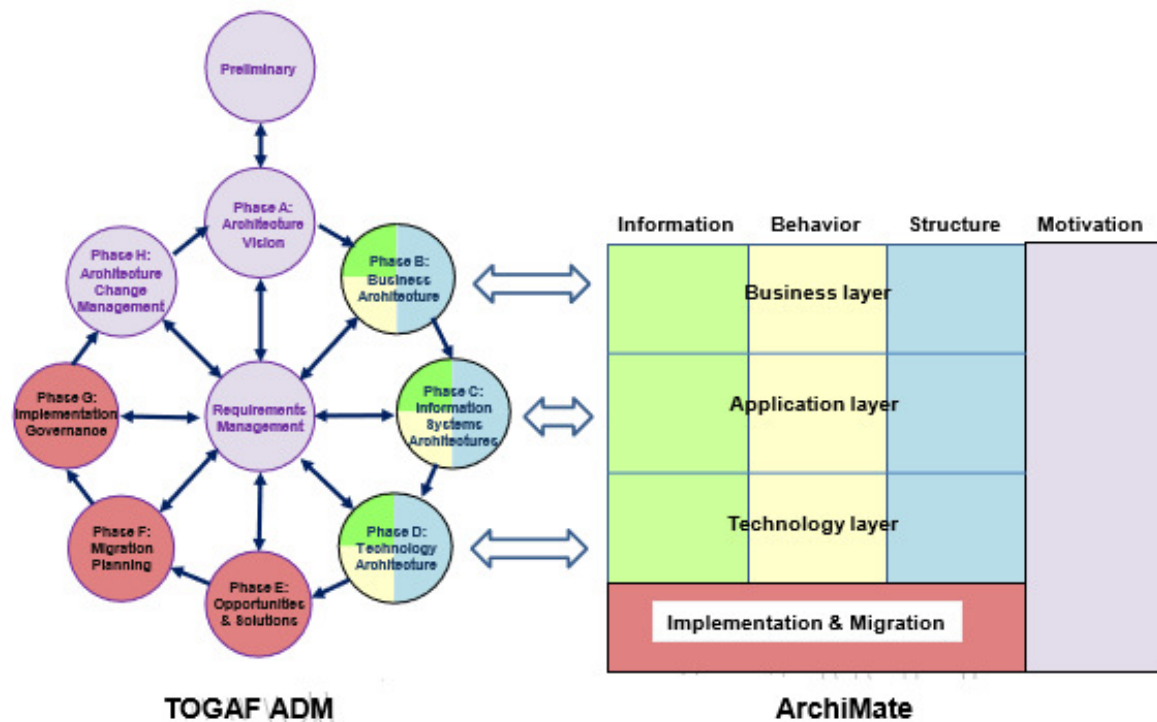 Preliminary
Phase A:
Architecture
Vision
Phase H:
Architecture
Change
Management
Phase B:
Business
Architecture
Phase G:
Implementation
Governance
Requirements
Management
Phase C:
Information
Systems
Architectures
Phase F:
Migration
Planning
Phase D:
Technology
Architecture
Phase E:
Opportunities
& Solutions
TOGAF ADM
Information Behavior Structure Motivation
Business layer
Application layer
Technology layer
Implementation & Migration
ArchiMate